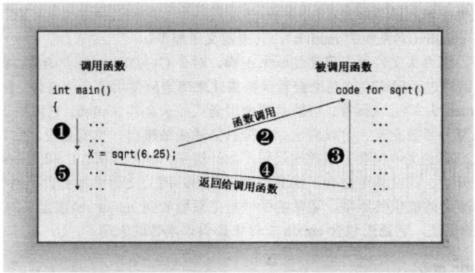 调用函数
被调用函数
int main()
code for sqrt()
{
...
函数调用
❶
...
❷
...
...
X = sqrt(6.25);
❸
...
❺
...
❹
...
...
...
返回给调用函数
...